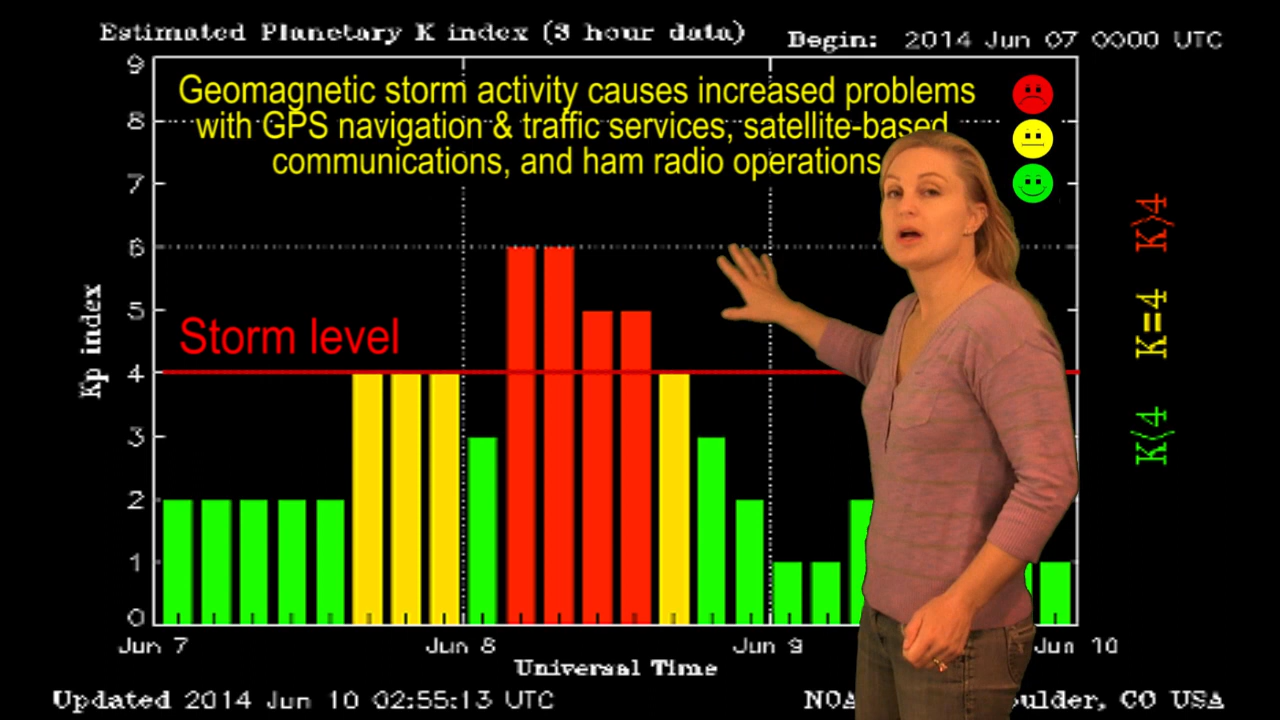 Estimated Planetary K index (3 hour data)
Begin: 2014 Jun 07 0000 UTC
Geomagnetic storm activity causes increased problems
with GPS navigation & traffic services, satellite-based
communications, and ham radio operations
Storm level
Kp index
9
8
7
6
5
4
3
2
1
0
K>4
K=4
K<4
Jun 7
Jun 8
Jun 9
Jun 10
Universal Time
Updated 2014 Jun 10 02:55:13 UTC
CO USA